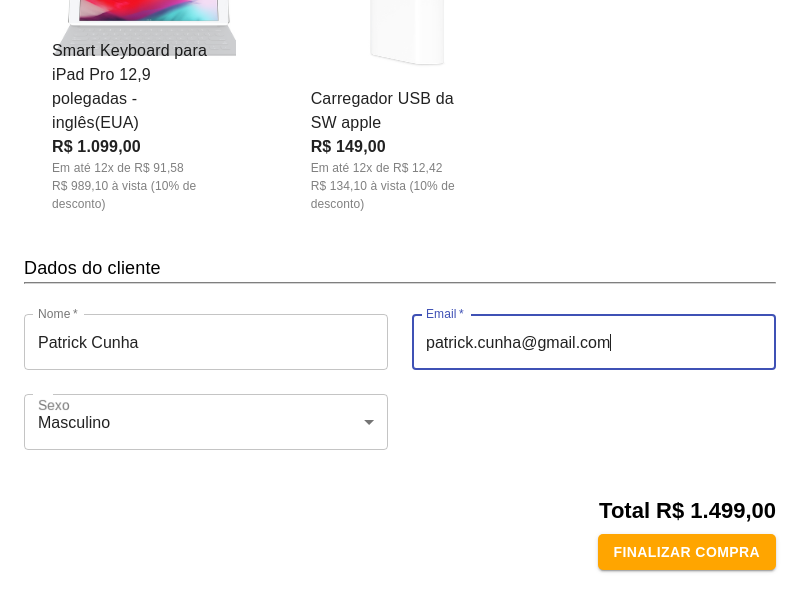 Smart Keyboard para
iPad Pro 12,9
polegadas -
inglês(EUA)
R$ 1.099,00
Em até 12x de R$ 91,58
R$ 989,10 à vista (10% de
desconto)
Carregador USB da
SW apple
R$ 149,00
Em até 12x de R$ 12,42
R$ 134,10 à vista (10% de
desconto)
Dados do cliente
Nome *
Patrick Cunha
Email *
patrick.cunha@gmail.com
Sexo
Masculino
Total R$ 1.499,00
FINALIZAR COMPRA